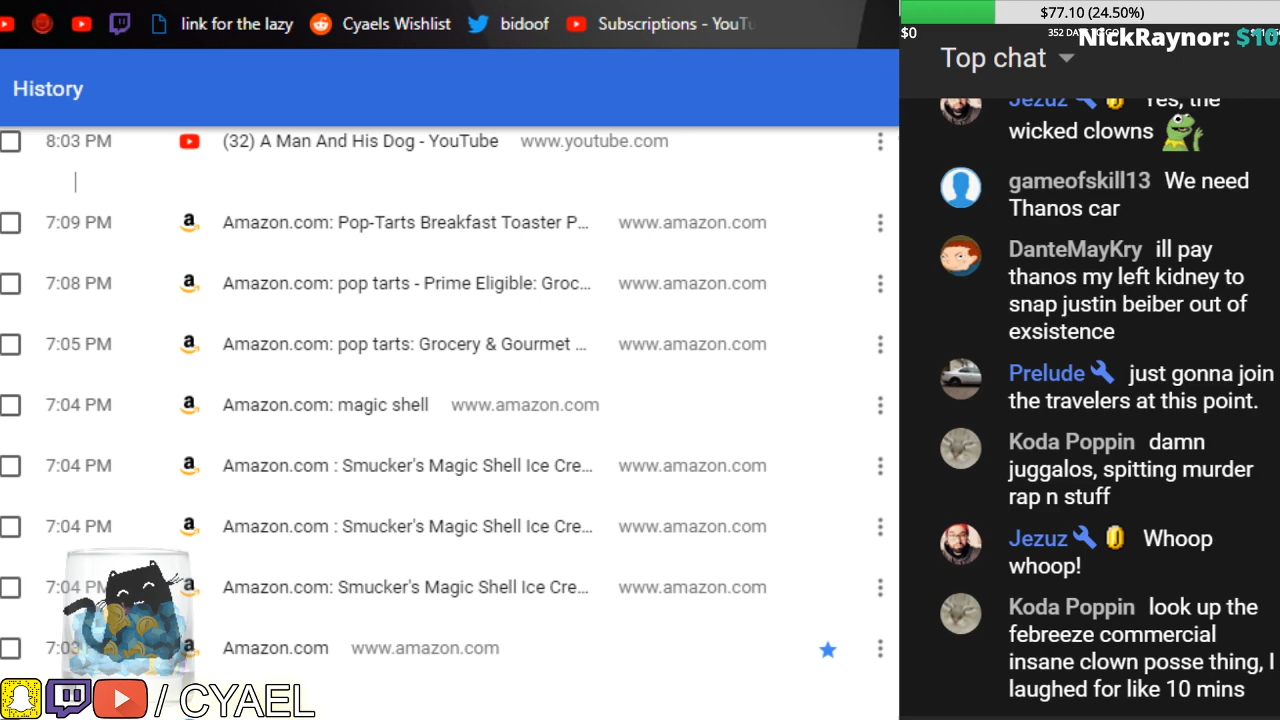 link for the lazy Cyaels Wishlist bidoof Subscriptions - YouTu
History
8:03 PM (32) A Man And His Dog - YouTube www.youtube.com
7:09 PM Amazon.com: Pop-Tarts Breakfast Toaster P... www.amazon.com
7:08 PM Amazon.com: pop tarts - Prime Eligible: Groc... www.amazon.com
7:05 PM Amazon.com: pop tarts: Grocery & Gourmet ... www.amazon.com
7:04 PM Amazon.com: magic shell www.amazon.com
7:04 PM Amazon.com : Smucker's Magic Shell Ice Cre... www.amazon.com
7:04 PM Amazon.com : Smucker's Magic Shell Ice Cre... www.amazon.com
7:04 PM Amazon.com: Smucker's Magic Shell Ice Cre... www.amazon.com
7:03 Amazon.com www.amazon.com
/ CYAEL
$77.10 (24.50%)
$0
NickRaynor: $10
Top chat
Jezuz Yes, the
wicked clowns
gameofskill13 We need
Thanos car
DanteMayKry ill pay
thanos my left kidney to
snap justin beiber out of
exsistence
Prelude just gonna join
the travelers at this point.
Koda Poppin damn
juggalos, spitting murder
rap n stuff
Jezuz Whoop
whoop!
Koda Poppin look up the
febreeze commercial
insane clown posse thing, I
laughed for like 10 mins